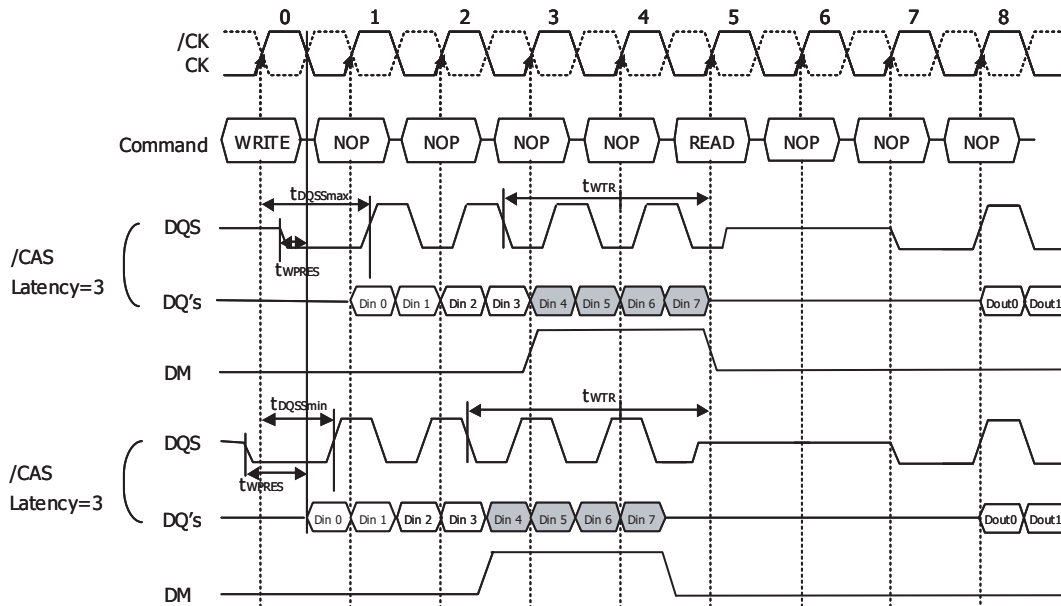 0 1 2 3 4 5 6 7 8
/CK
CK
Command WRITE NOP NOP NOP NOP READ NOP NOP NOP
tDQSSmax tWTR
DQS
tWPRES
/CAS
Latency=3
DQ's Din 0 Din 1 Din 2 Din 3 Din 4 Din 5 Din 6 Din 7 Dout0 Dout1
DM
tDQSSmin tWTR
DQS
tWPRES
/CAS
Latency=3
DQ's Din 0 Din 1 Din 2 Din 3 Din 4 Din 5 Din 6 Din 7 Dout0 Dout1
DM